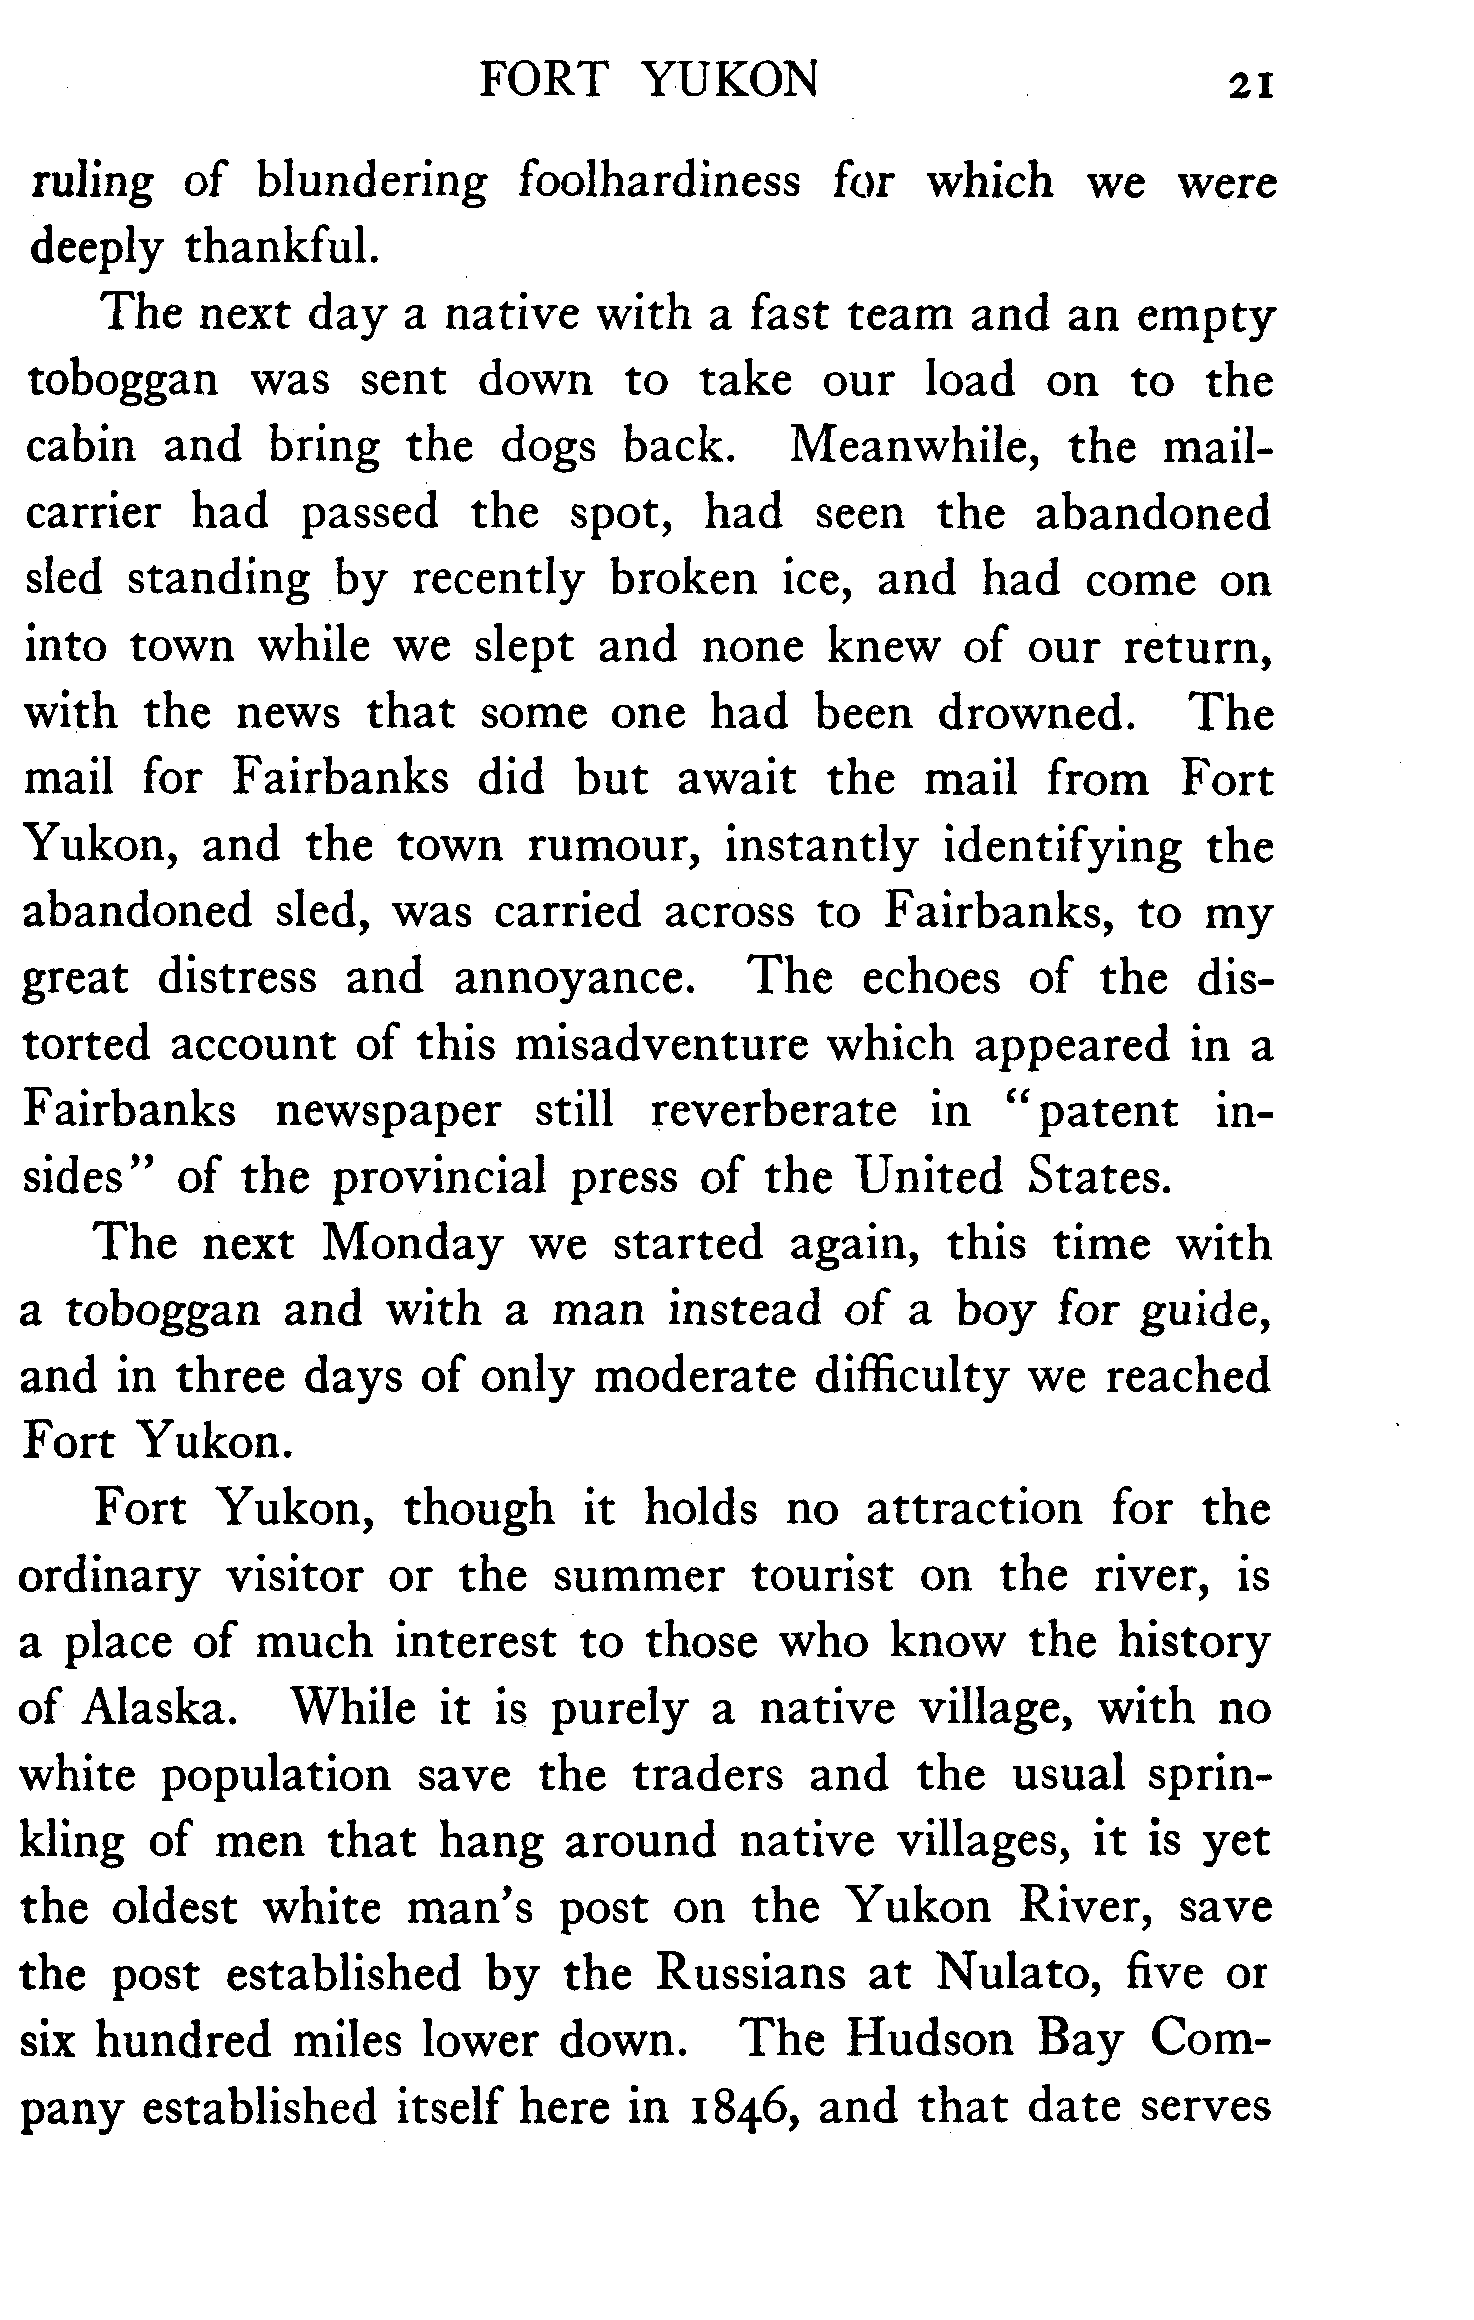 FORT YUKON 21
ruling of blundering foolhardiness for which we were
deeply thankful.
The next day a native with a fast team and an empty
toboggan was sent down to take our load on to the
cabin and bring the dogs back. Meanwhile, the mail-
carrier had passed the spot, had seen the abandoned
sled standing by recently broken ice, and had come on
into town while we slept and none knew of our return,
with the news that some one had been drowned. The
mail for Fairbanks did but await the mail from Fort
Yukon, and the town rumour, instantly identifying the
abandoned sled, was carried across to Fairbanks, to my
great distress and annoyance. The echoes of the dis-
torted account of this misadventure which appeared in a
Fairbanks newspaper still reverberate in “patent in-
sides” of the provincial press of the United States.
The next Monday we started again, this time with
a toboggan and with a man instead of a boy for guide,
and in three days of only moderate difficulty we reached
Fort Yukon.
Fort Yukon, though it holds no attraction for the
ordinary visitor or the summer tourist on the river, is
a place of much interest to those who know the history
of Alaska. While it is purely a native village, with no
white population save the traders and the usual sprin-
kling of men that hang around native villages, it is yet
the oldest white man's post on the Yukon River, save
the post established by the Russians at Nulato, five or
six hundred miles lower down. The Hudson Bay Com-
pany established itself here in 1846, and that date serves